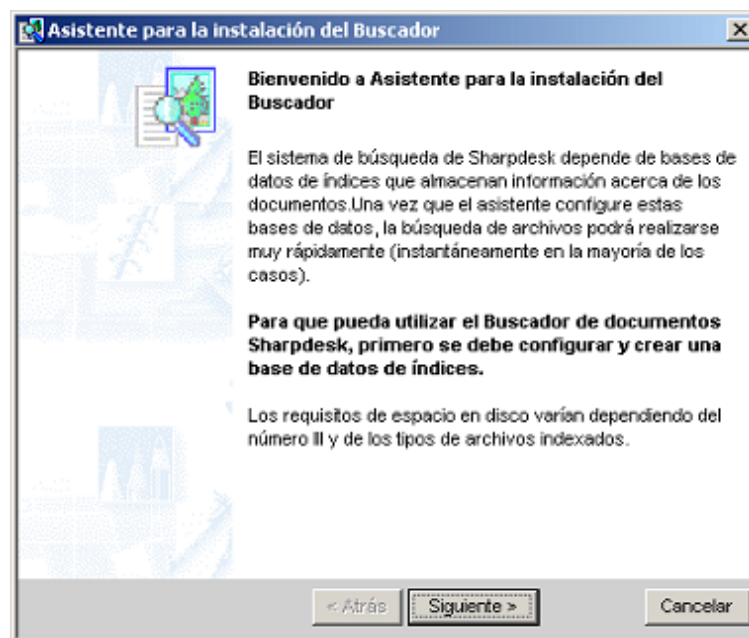 Asistente para la instalación del Buscador
Bienvenido a Asistente para la instalación del
Buscador
El sistema de búsqueda de Sharpdesk depende de bases de
datos de índices que almacenan información acerca de los
documentos.Una vez que el asistente configure estas
bases de datos, la búsqueda de archivos podrá realizarse
muy rápidamente (instantáneamente en la mayoría de los
casos).
Para que pueda utilizar el Buscador de documentos
Sharpdesk, primero se debe configurar y crear una
base de datos de índices.
Los requisitos de espacio en disco varían dependiendo del
número ll y de los tipos de archivos indexados.
< Atrás
Siguiente >
Cancelar